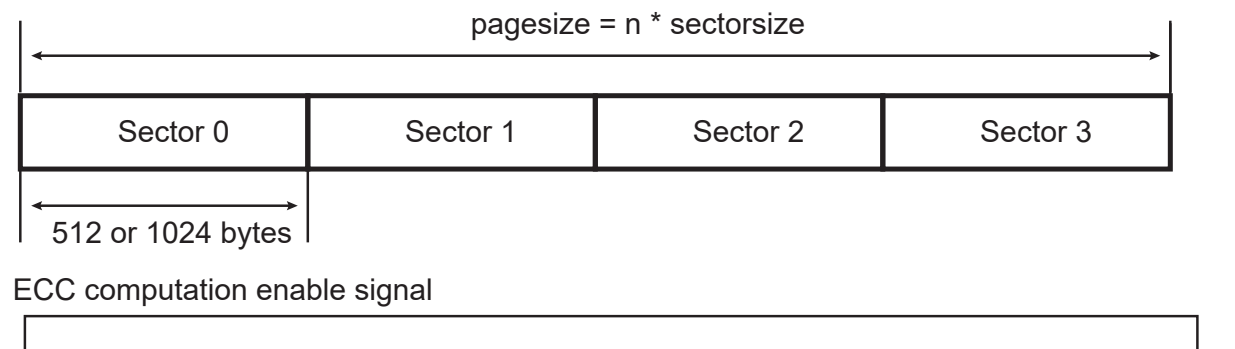 pagesize = n * sectorsize
Sector 0 Sector 1 Sector 2 Sector 3
512 or 1024 bytes
ECC computation enable signal